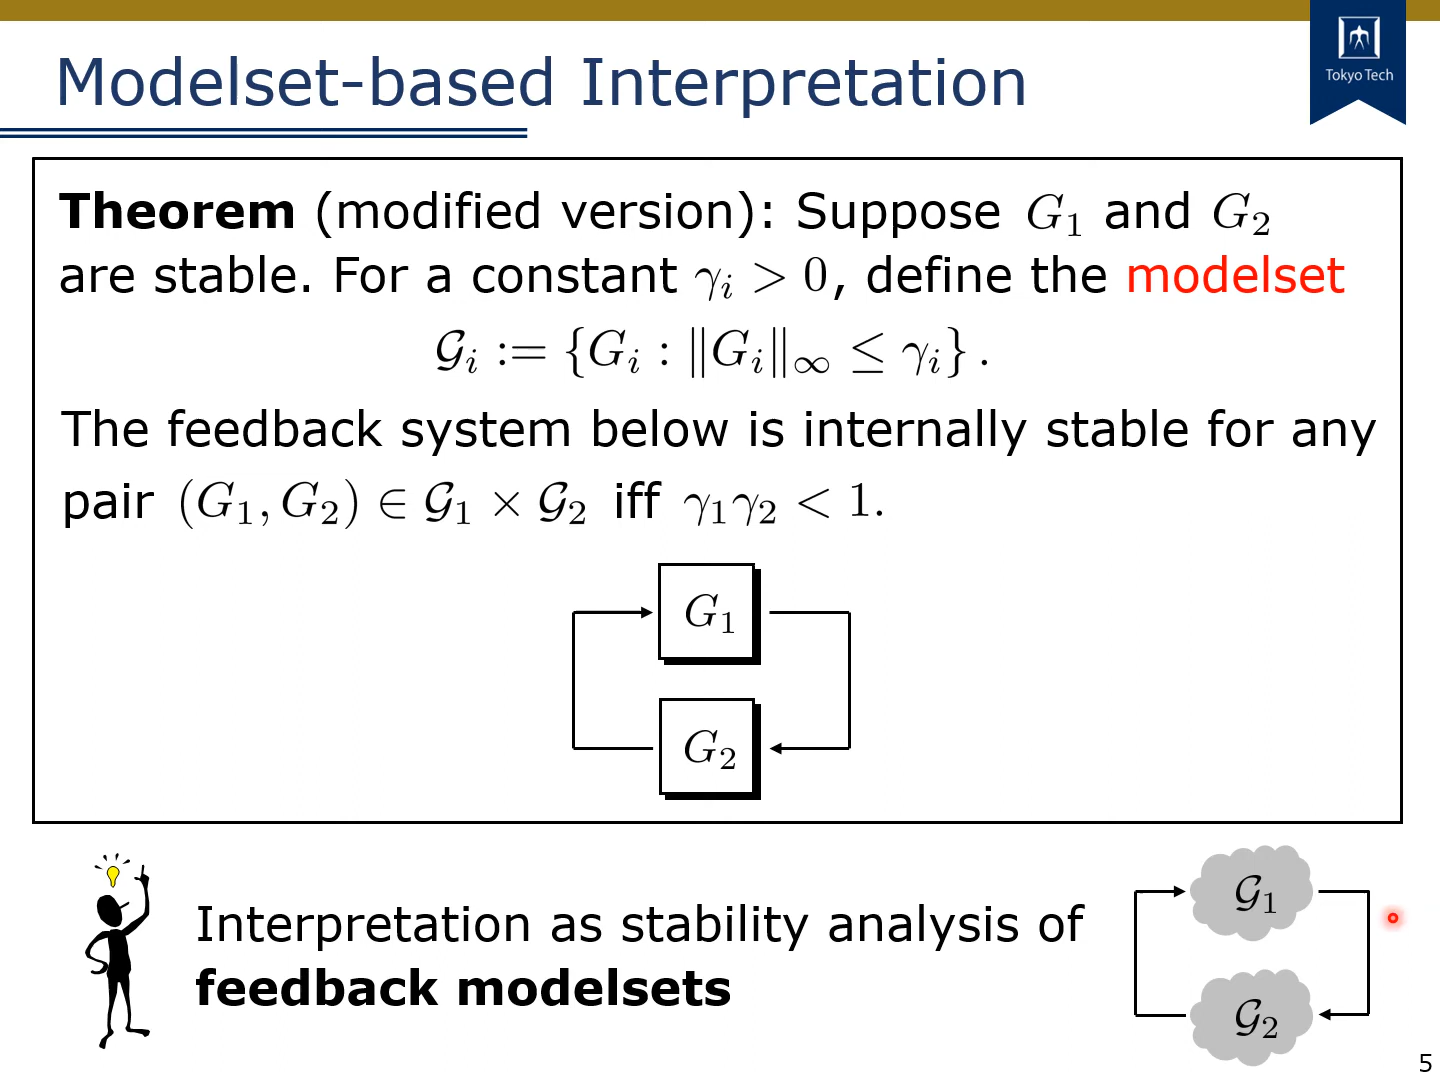 Modelset-based Interpretation
Tokyo Tech
Theorem (modified version): Suppose G₁ and G₂
are stable. For a constant γᵢ > 0, define the modelset
𝒢ᵢ := {Gᵢ : ‖Gᵢ‖∞ ≤ γᵢ} .
The feedback system below is internally stable for any
pair (G₁, G₂) ∈ 𝒢₁ × 𝒢₂ iff γ₁γ₂ < 1.
G₁
G₂
Interpretation as stability analysis of
feedback modelsets
𝒢₁
𝒢₂
5